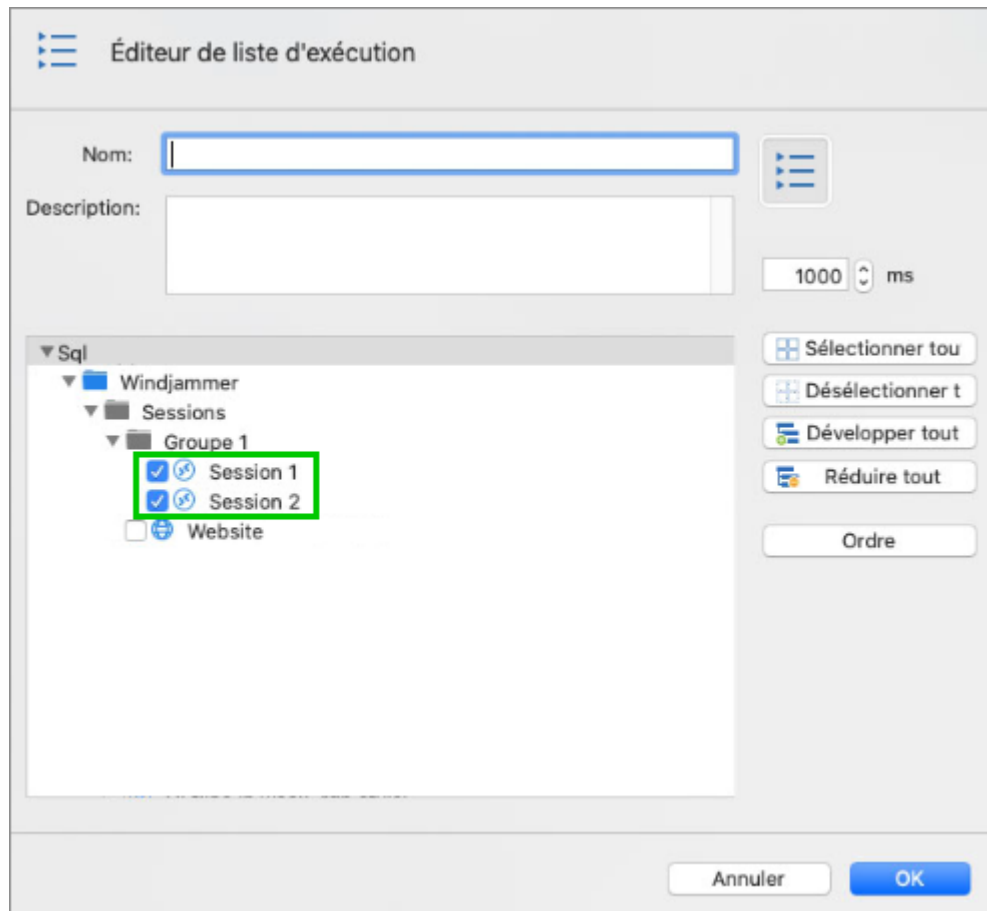 Éditeur de liste d'exécution
Nom:
Description:
1000 ms
Sql
Windjammer
Sessions
Groupe 1
Session 1
Session 2
Website
Sélectionner tou
Désélectionner t
Développer tout
Réduire tout
Ordre
Annuler
OK